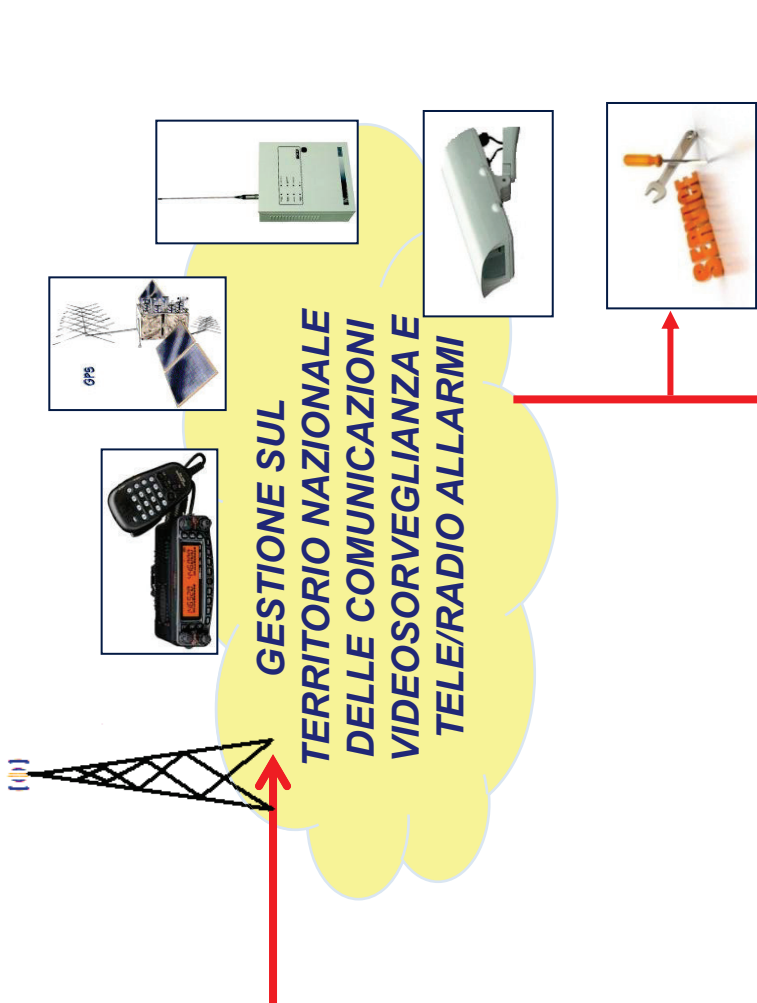 GPS
GESTIONE SUL
TERRITORIO NAZIONALE
DELLE COMUNICAZIONI
VIDEOSORVEGLIANZA E
TELE/RADIO ALLARMI
SERVICE